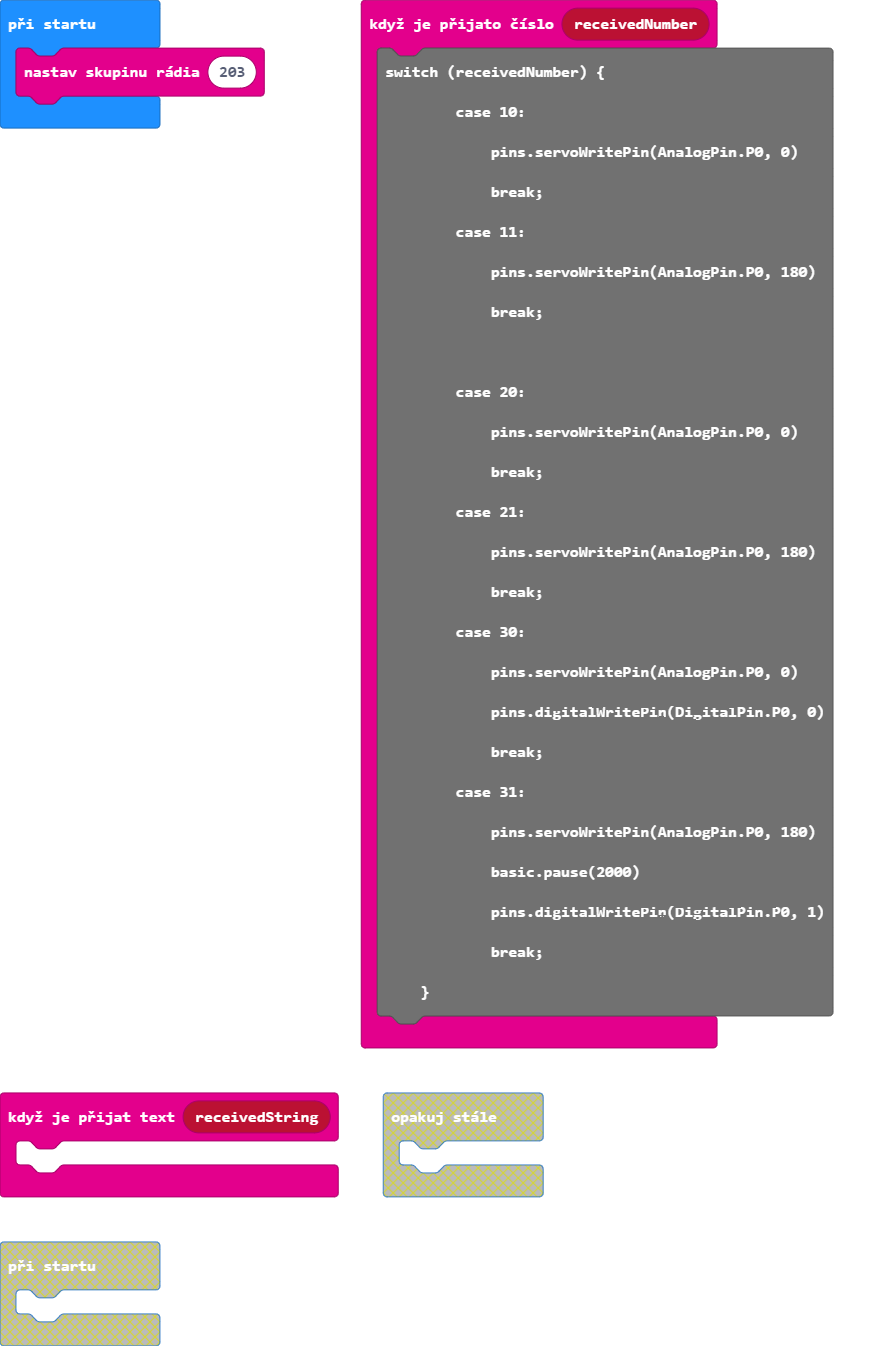 při startu
nastav skupinu rádia 203
když je přijato číslo receivedNumber
switch (receivedNumber) {
case 10:
pins.servoWritePin(AnalogPin.P0, 0)
break;
case 11:
pins.servoWritePin(AnalogPin.P0, 180)
break;
case 20:
pins.servoWritePin(AnalogPin.P0, 0)
break;
case 21:
pins.servoWritePin(AnalogPin.P0, 180)
break;
case 30:
pins.servoWritePin(AnalogPin.P0, 0)
pins.digitalWritePin(DigitalPin.P0, 0)
break;
case 31:
pins.servoWritePin(AnalogPin.P0, 180)
basic.pause(2000)
pins.digitalWritePin(DigitalPin.P0, 1)
break;
}
když je přijat text receivedString
opakuj stále
při startu